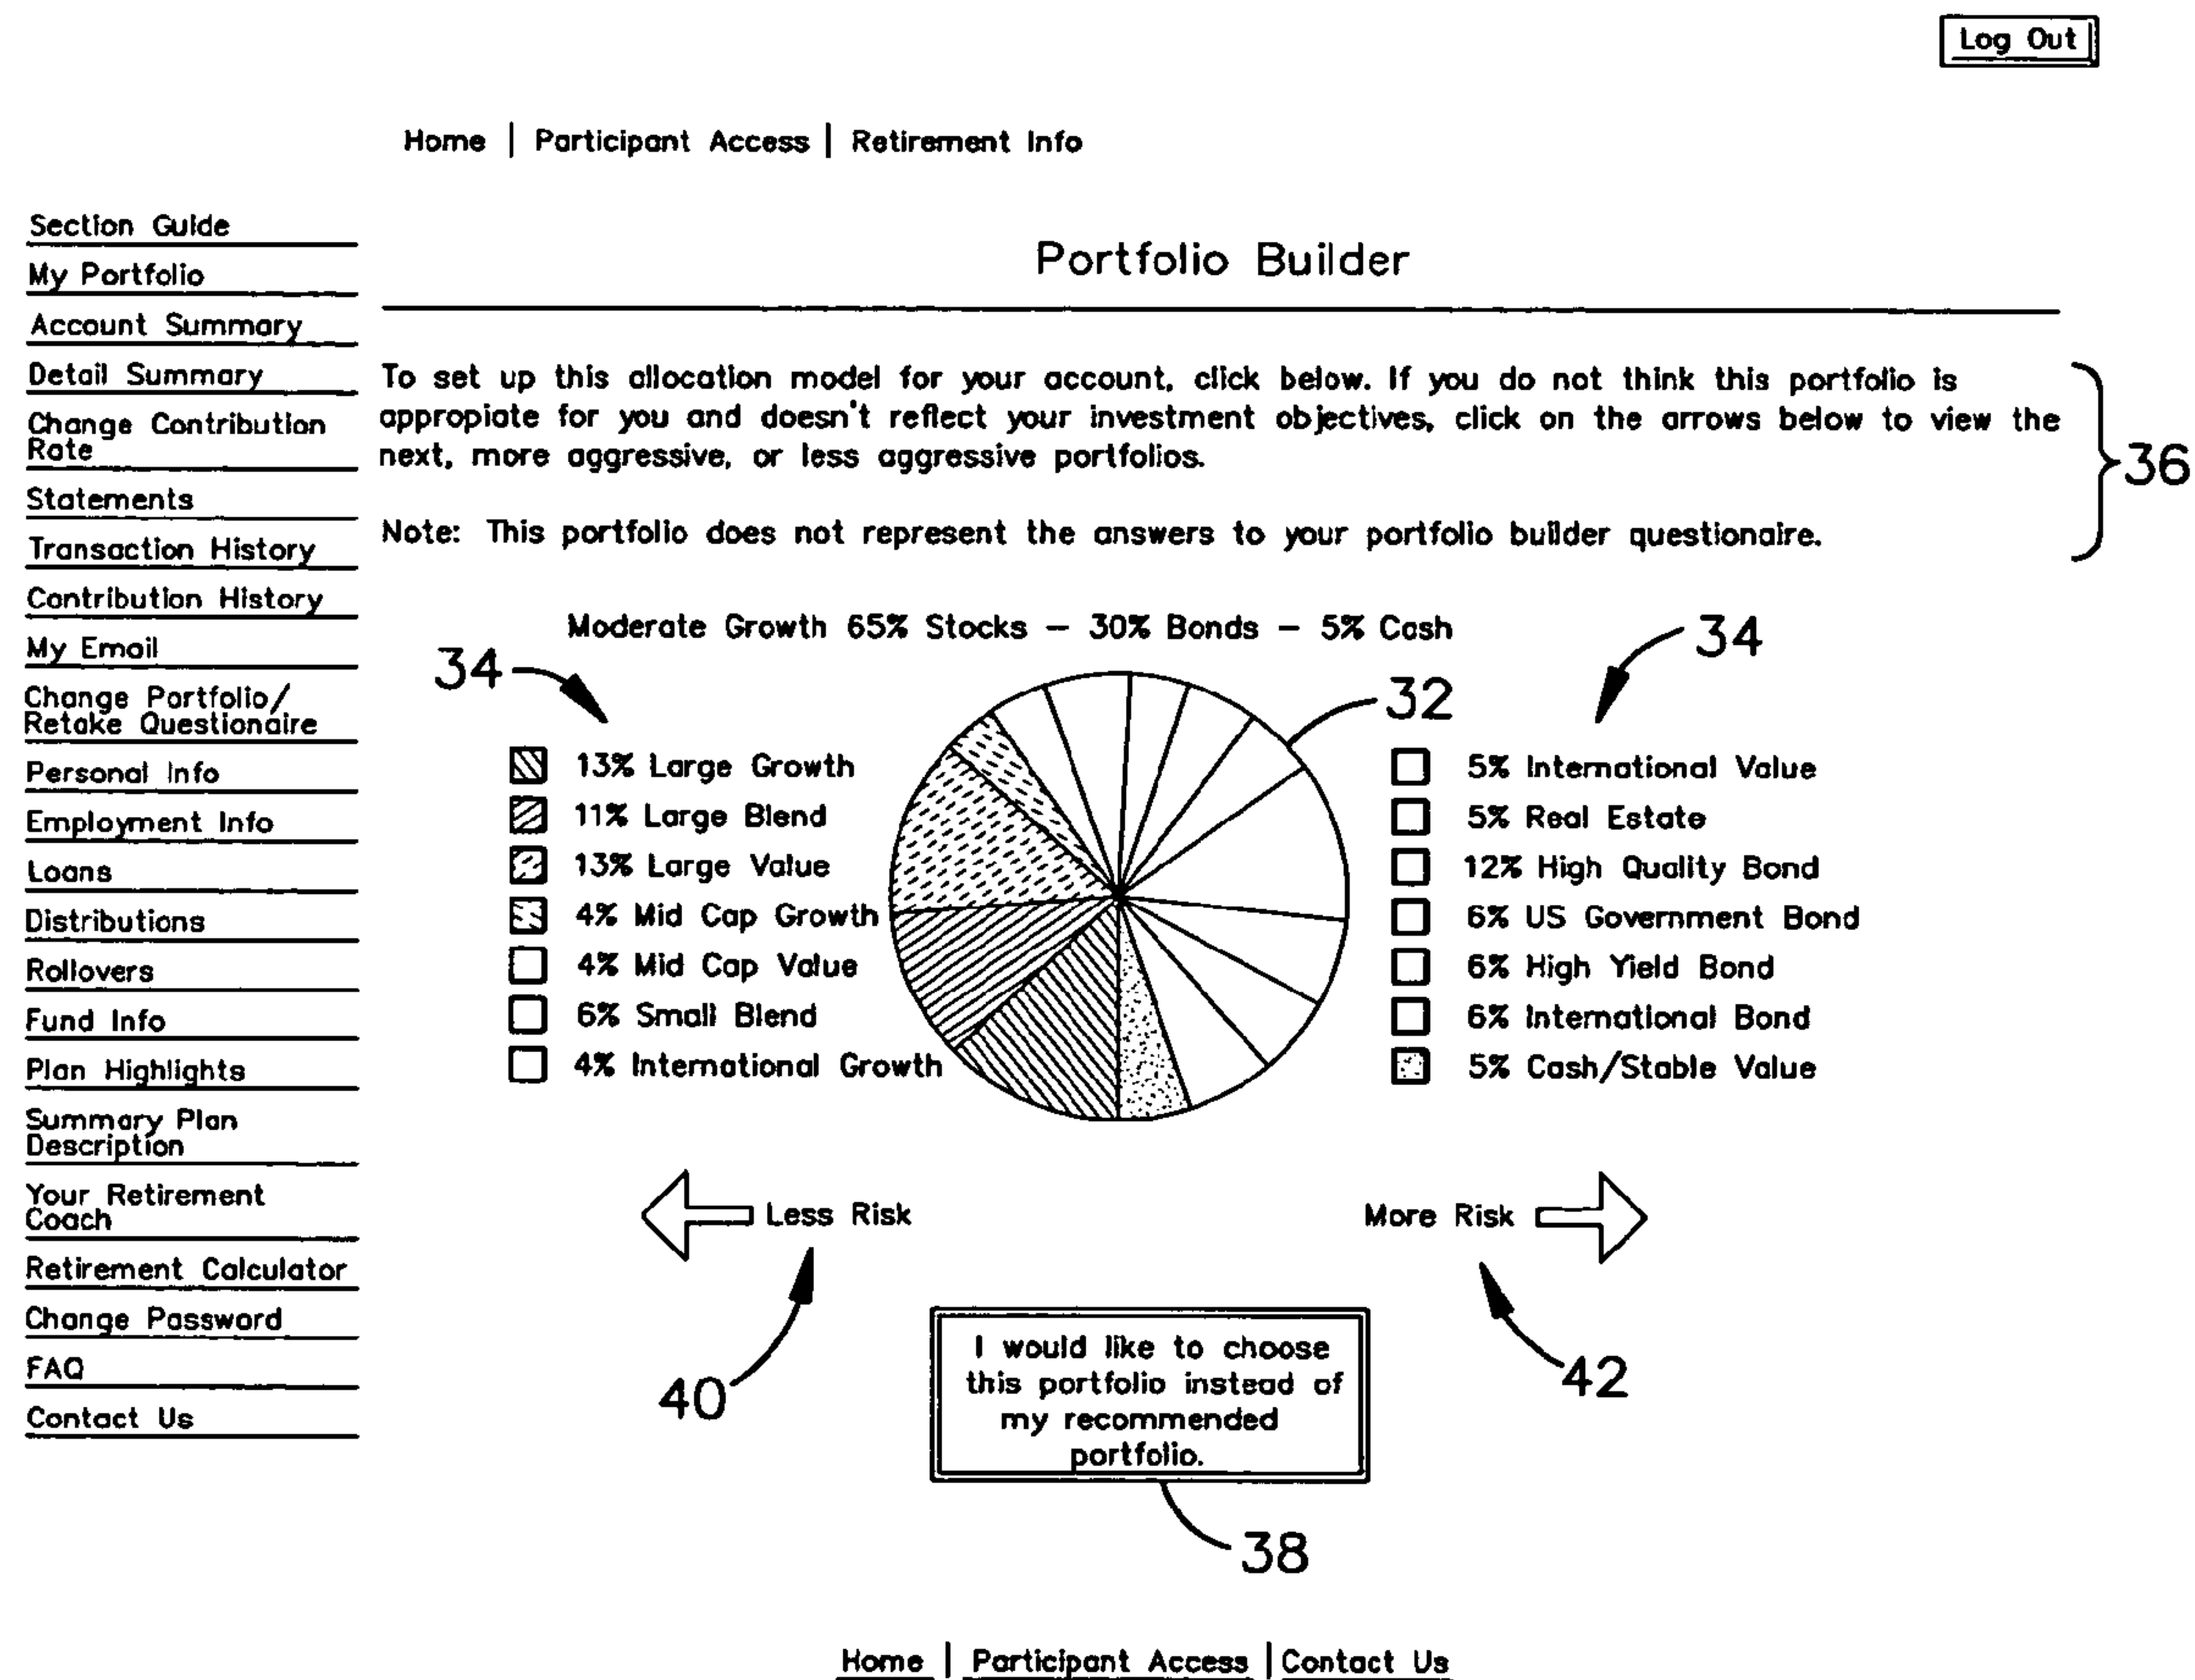 Log Out
Home | Participant Access | Retirement Info
Section Guide
My Portfolio
Account Summary
Detail Summary
Change Contribution
Rate
Statements
Transaction History
Contribution History
My Email
Change Portfolio/
Retake Questionaire
Personal Info
Employment Info
Loans
Distributions
Rollovers
Fund Info
Plan Highlights
Summary Plan
Description
Your Retirement
Coach
Retirement Calculator
Change Password
FAQ
Contact Us
Portfolio Builder
To set up this allocation model for your account, click below. If you do not think this portfolio is
appropiate for you and doesn't reflect your investment objectives, click on the arrows below to view the
next, more aggressive, or less aggressive portfolios.
Note: This portfolio does not represent the answers to your portfolio builder questionaire.
36
Moderate Growth 65% Stocks – 30% Bonds – 5% Cash
34
32
34
13% Large Growth
11% Large Blend
13% Large Value
4% Mid Cap Growth
4% Mid Cap Value
6% Small Blend
4% International Growth
5% International Value
5% Real Estate
12% High Quality Bond
6% US Government Bond
6% High Yield Bond
6% International Bond
5% Cash/Stable Value
Less Risk
More Risk
40
42
I would like to choose
this portfolio instead of
my recommended
portfolio.
38
Home | Participant Access | Contact Us